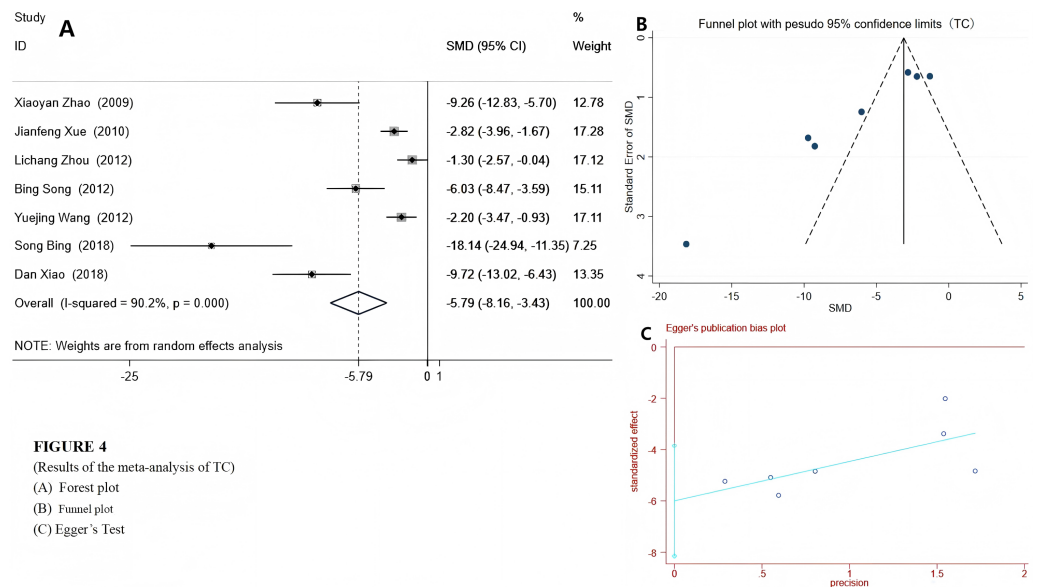 Study
A
%
ID
SMD (95% CI)
Weight
Xiaoyan Zhao (2009) -9.26 (-12.83, -5.70) 12.78
Jianfeng Xue (2010) -2.82 (-3.96, -1.67) 17.28
Lichang Zhou (2012) -1.30 (-2.57, -0.04) 17.12
Bing Song (2012) -6.03 (-8.47, -3.59) 15.11
Yuejing Wang (2012) -2.20 (-3.47, -0.93) 17.11
Song Bing (2018) -18.14 (-24.94, -11.35) 7.25
Dan Xiao (2018) -9.72 (-13.02, -6.43) 13.35
Overall (I-squared = 90.2%, p = 0.000) -5.79 (-8.16, -3.43) 100.00
NOTE: Weights are from random effects analysis
-25 -5.79 0 1
B
Funnel plot with pesudo 95% confidence limits（TC）
Standard Error of SMD
0
1
2
3
4
-20 -15 -10 -5 0 5
SMD
C
Egger's publication bias plot
standardized effect
0
-2
-4
-6
-8
0 .5 1 1.5 2
precision
FIGURE 4
(Results of the meta-analysis of TC)
(A) Forest plot
(B) Funnel plot
(C) Egger's Test